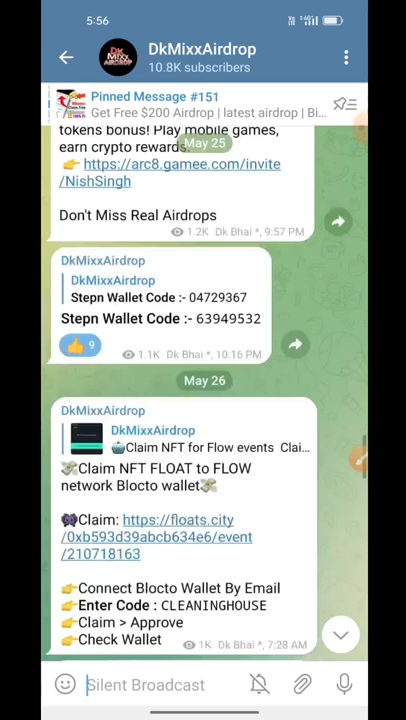 5:56
DkMixxAirdrop
10.8K subscribers
DK
MIXX
AIRDROP
Pinned Message #151
Get Free $200 Airdrop | latest airdrop | Bi...
tokens bonus! Play mobile games,
earn crypto rewards.
May 25
👉 https://arc8.gamee.com/invite
/NishSingh
Don't Miss Real Airdrops
1.2K Dk Bhai *, 9:57 PM
DkMixxAirdrop
DkMixxAirdrop
Stepn Wallet Code :- 04729367
Stepn Wallet Code :- 63949532
👍 9
1.1K Dk Bhai *, 10:16 PM
May 26
DkMixxAirdrop
DkMixxAirdrop
🤖Claim NFT for Flow events Clai...
💸Claim NFT FLOAT to FLOW
network Blocto wallet💸
👾Claim: https://floats.city
/0xb593d39abcb634e6/event
/210718163
👉Connect Blocto Wallet By Email
👉Enter Code : CLEANINGHOUSE
👉Claim > Approve
👉Check Wallet
1K Dk Bhai *, 7:28 AM
Silent Broadcast